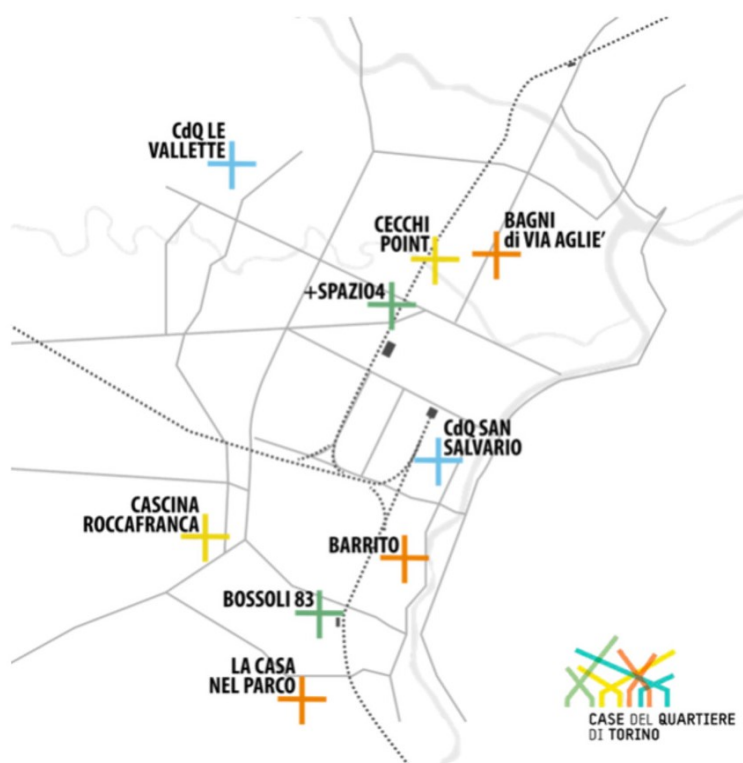 CdQ LE
VALLETTE
CECCHI
POINT
BAGNI
di VIA AGLIE'
+SPAZIO4
CdQ SAN
SALVARIO
CASCINA
ROCCAFRANCA
BARRITO
BOSSOLI 83
LA CASA
NEL PARCO
CASE DEL QUARTIERE
DI TORINO